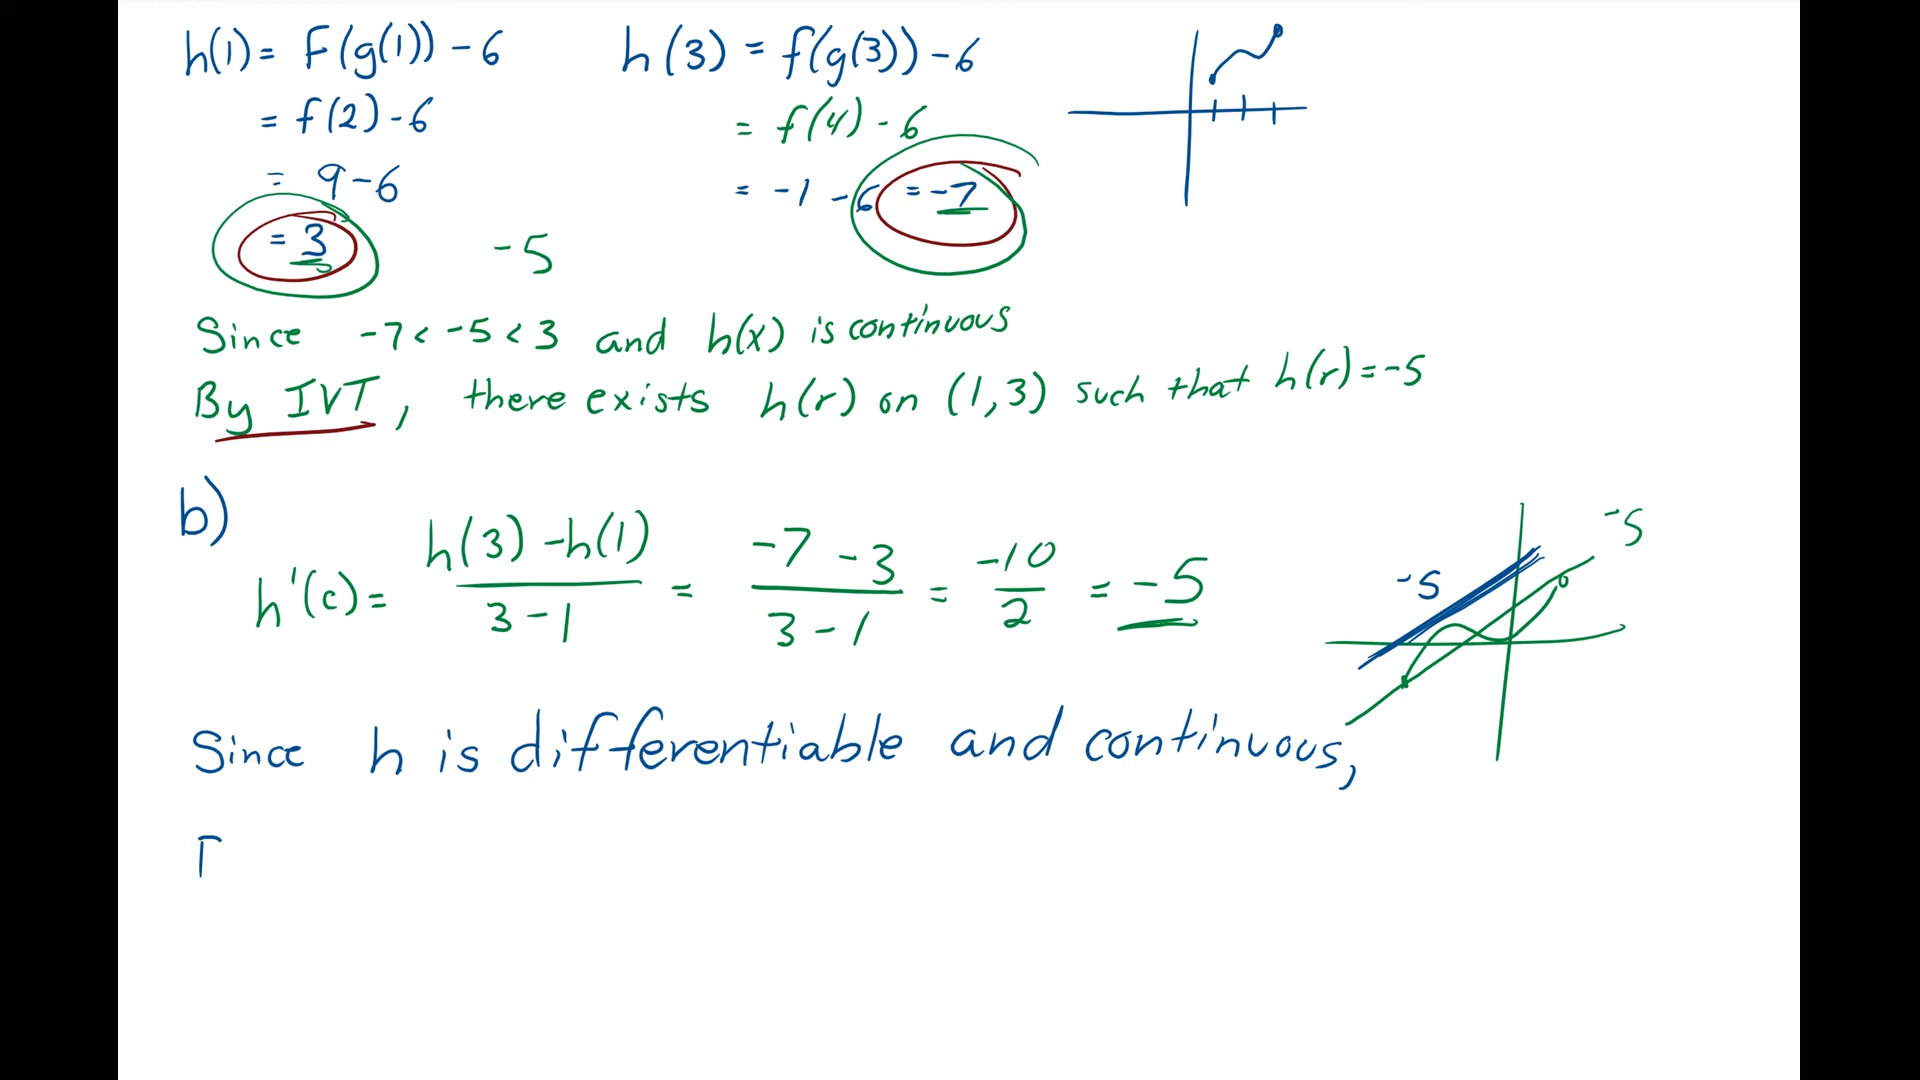 h(1) = F(g(1)) - 6
= f(2) - 6
= 9 - 6
= 3
-5
h(3) = f(g(3)) - 6
= f(4) - 6
= -1 - 6 = -7
Since -7 < -5 < 3 and h(x) is continuous
By IVT, there exists h(r) on (1,3) such that h(r) = -5
b)
h'(c) = h(3) - h(1) / 3 - 1 = -7 - 3 / 3 - 1 = -10 / 2 = -5
-5
-5
Since h is differentiable and continuous,